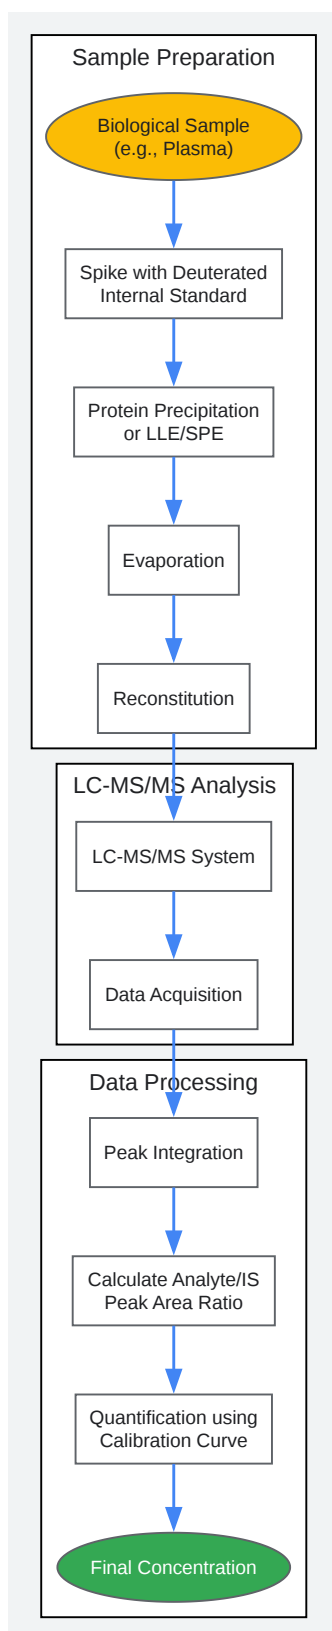 Sample Preparation
Biological Sample
(e.g., Plasma)
Spike with Deuterated
Internal Standard
Protein Precipitation
or LLE/SPE
Evaporation
Reconstitution
LC-MS/MS Analysis
LC-MS/MS System
Data Acquisition
Data Processing
Peak Integration
Calculate Analyte/IS
Peak Area Ratio
Quantification using
Calibration Curve
Final Concentration